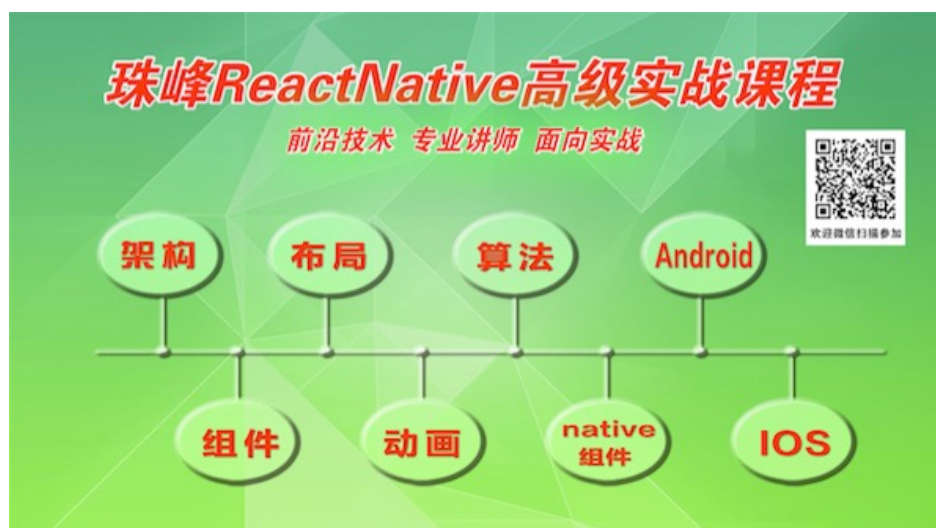 珠峰ReactNative高级实战课程
前沿技术 专业讲师 面向实战
欢迎微信扫描参加
架构
布局
算法
Android
组件
动画
native
组件
IOS